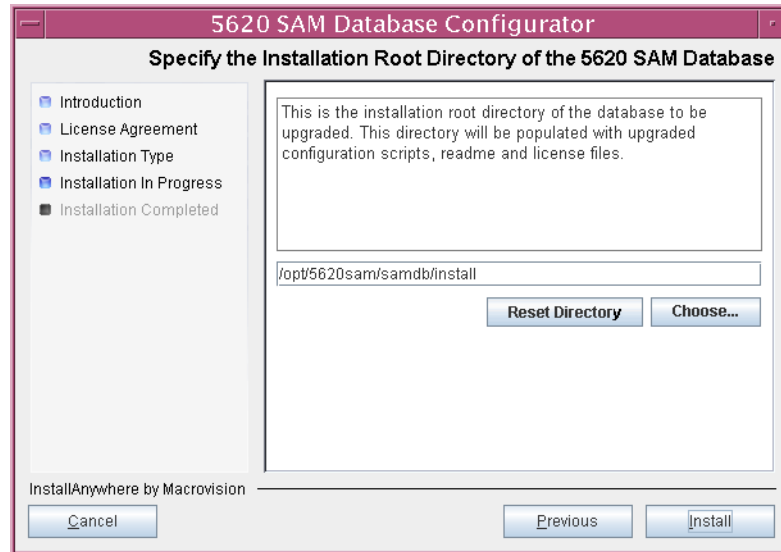 5620 SAM Database Configurator
Specify the Installation Root Directory of the 5620 SAM Database
Introduction
License Agreement
Installation Type
Installation In Progress
Installation Completed
This is the installation root directory of the database to be
upgraded. This directory will be populated with upgraded
configuration scripts, readme and license files.
/opt/5620sam/samdb/install
Reset Directory
Choose...
InstallAnywhere by Macrovision
Cancel
Previous
Install